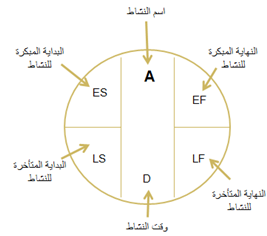 اسم النشاط
البداية المبكرة
للنشاط
النهاية المبكرة
للنشاط
A
ES
EF
LS
LF
D
البداية المتأخرة
للنشاط
النهاية المتأخرة
للنشاط
وقت النشاط